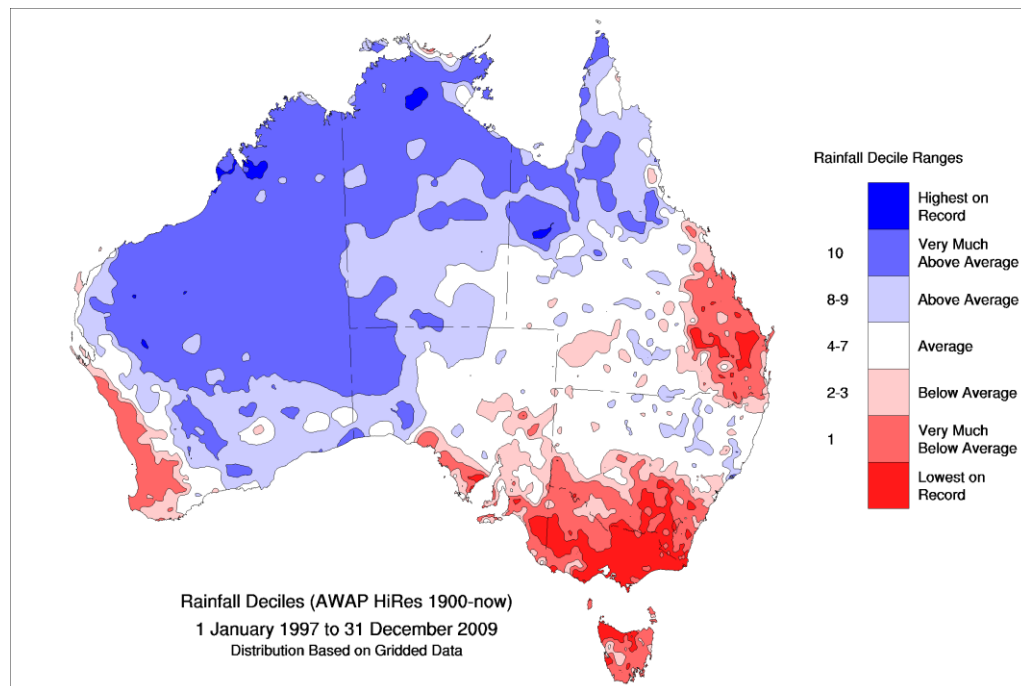 Rainfall Decile Ranges
Highest on
Record
10
Very Much
Above Average
8-9
Above Average
4-7
Average
2-3
Below Average
1
Very Much
Below Average
Lowest on
Record
Rainfall Deciles (AWAP HiRes 1900-now)
1 January 1997 to 31 December 2009
Distribution Based on Gridded Data